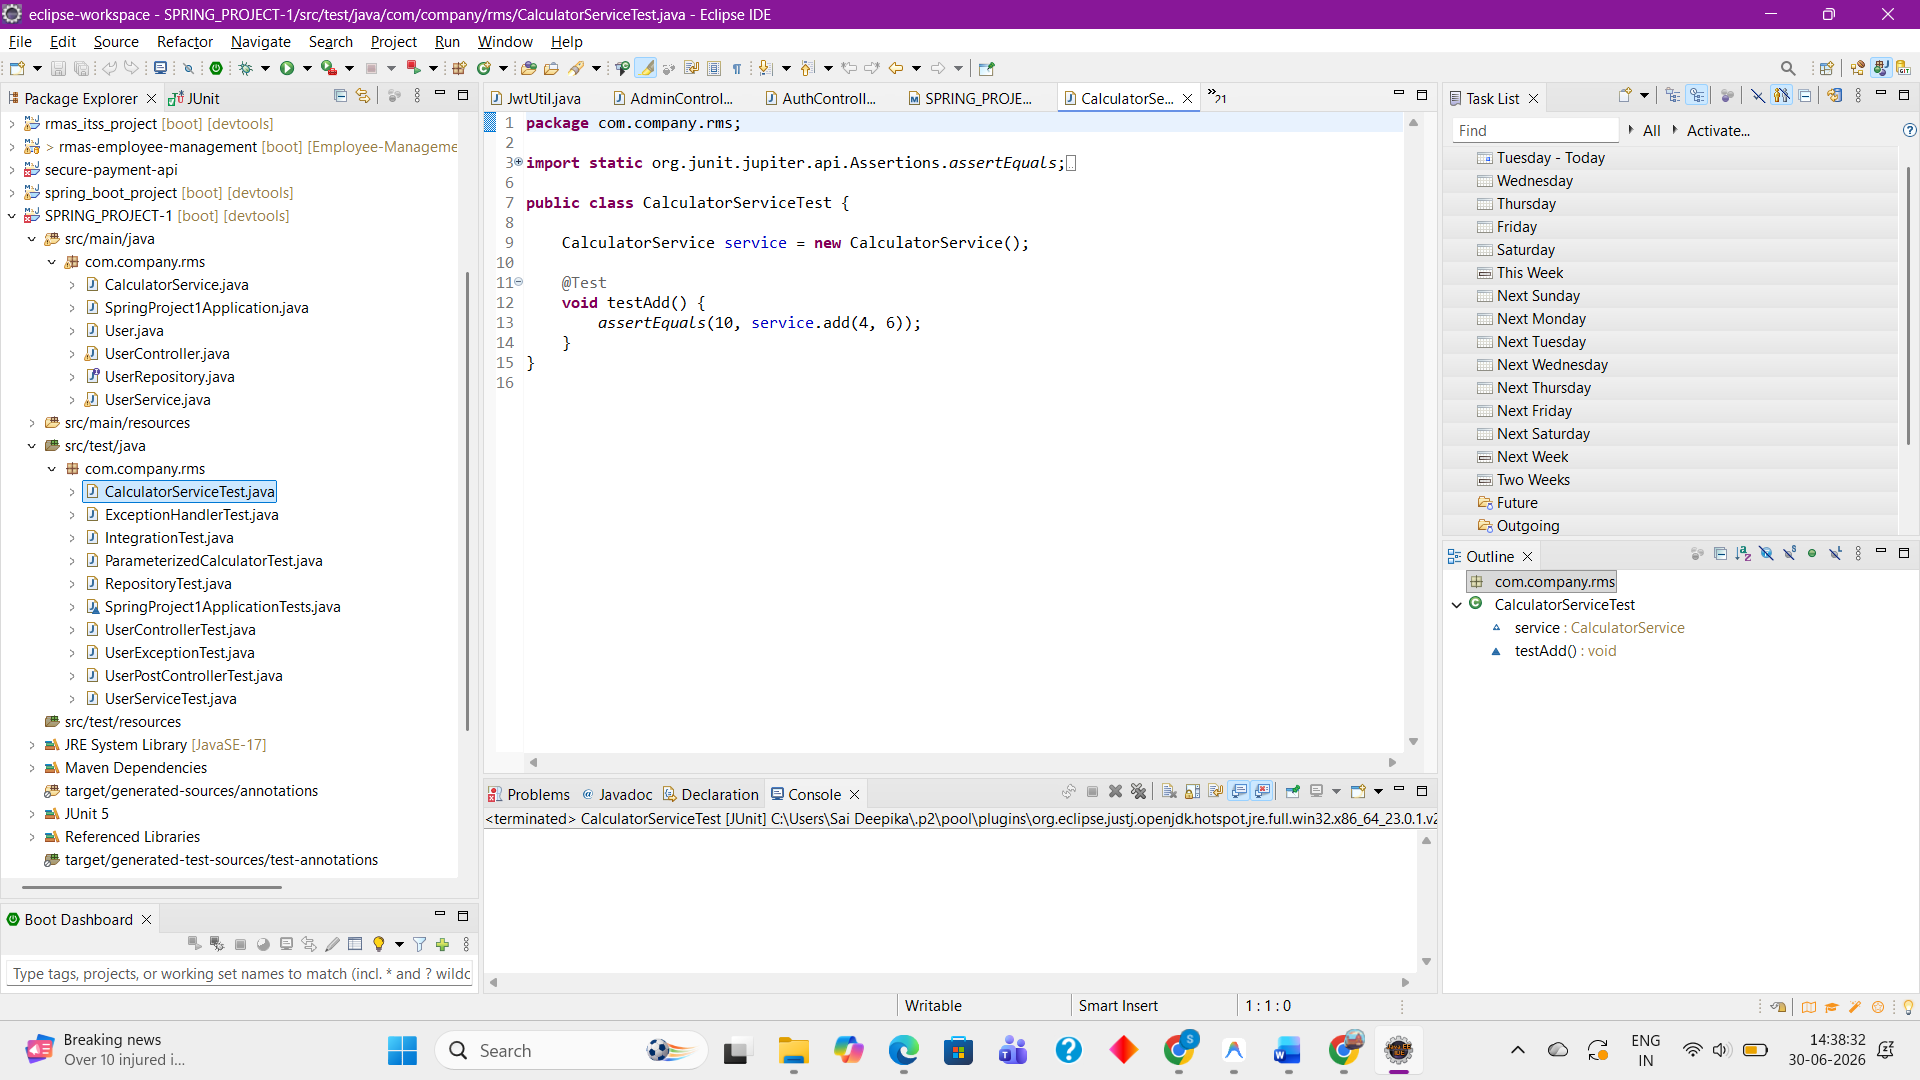 eclipse-workspace - SPRING_PROJECT-1/src/test/java/com/company/rms/CalculatorServiceTest.java - Eclipse IDE
File Edit Source Refactor Navigate Search Project Run Window Help
Package Explorer JUnit
rmas_itss_project [boot] [devtools]
> rmas-employee-management [boot] [Employee-Manageme
secure-payment-api
spring_boot_project [boot] [devtools]
SPRING_PROJECT-1 [boot] [devtools]
src/main/java
com.company.rms
CalculatorService.java
SpringProject1Application.java
User.java
UserController.java
UserRepository.java
UserService.java
src/main/resources
src/test/java
com.company.rms
CalculatorServiceTest.java
ExceptionHandlerTest.java
IntegrationTest.java
ParameterizedCalculatorTest.java
RepositoryTest.java
SpringProject1ApplicationTests.java
UserControllerTest.java
UserExceptionTest.java
UserPostControllerTest.java
UserServiceTest.java
src/test/resources
JRE System Library [JavaSE-17]
Maven Dependencies
target/generated-sources/annotations
JUnit 5
Referenced Libraries
target/generated-test-sources/test-annotations
Boot Dashboard
Type tags, projects, or working set names to match (incl. * and ? wildc
JwtUtil.java AdminControl... AuthControll... SPRING_PROJE... CalculatorSe... »21
1 package com.company.rms;
2
3 import static org.junit.jupiter.api.Assertions.assertEquals;
6
7 public class CalculatorServiceTest {
8
9 CalculatorService service = new CalculatorService();
10
11 @Test
12 void testAdd() {
13 assertEquals(10, service.add(4, 6));
14 }
15 }
16
Problems @ Javadoc Declaration Console
<terminated> CalculatorServiceTest [JUnit] C:\Users\Sai Deepika\.p2\pool\plugins\org.eclipse.justj.openjdk.hotspot.jre.full.win32.x86_64_23.0.1.v2
Task List
Find All Activate...
Tuesday - Today
Wednesday
Thursday
Friday
Saturday
This Week
Next Sunday
Next Monday
Next Tuesday
Next Wednesday
Next Thursday
Next Friday
Next Saturday
Next Week
Two Weeks
Future
Outgoing
Outline
com.company.rms
CalculatorServiceTest
service : CalculatorService
testAdd() : void
Writable Smart Insert 1 : 1 : 0
Breaking news
Over 10 injured i...
Search
ENG
IN
14:38:32
30-06-2026